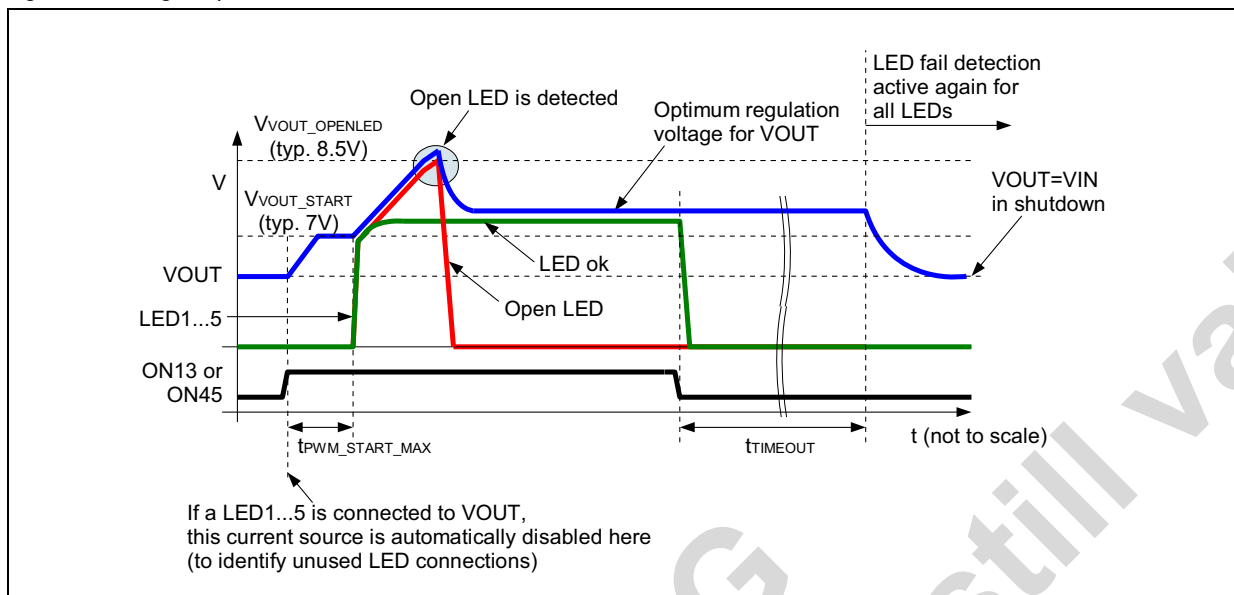 LED fail detection
active again for
all LEDs
Open LED is detected
Optimum regulation
voltage for VOUT
VVOUT_OPENLED
(typ. 8.5V)
V
VVOUT_START
(typ. 7V)
VOUT=VIN
in shutdown
VOUT
LED ok
Open LED
LED1...5
ON13 or
ON45
tPWM_START_MAX
tTIMEOUT
t (not to scale)
If a LED1...5 is connected to VOUT,
this current source is automatically disabled here
(to identify unused LED connections)
G
still va